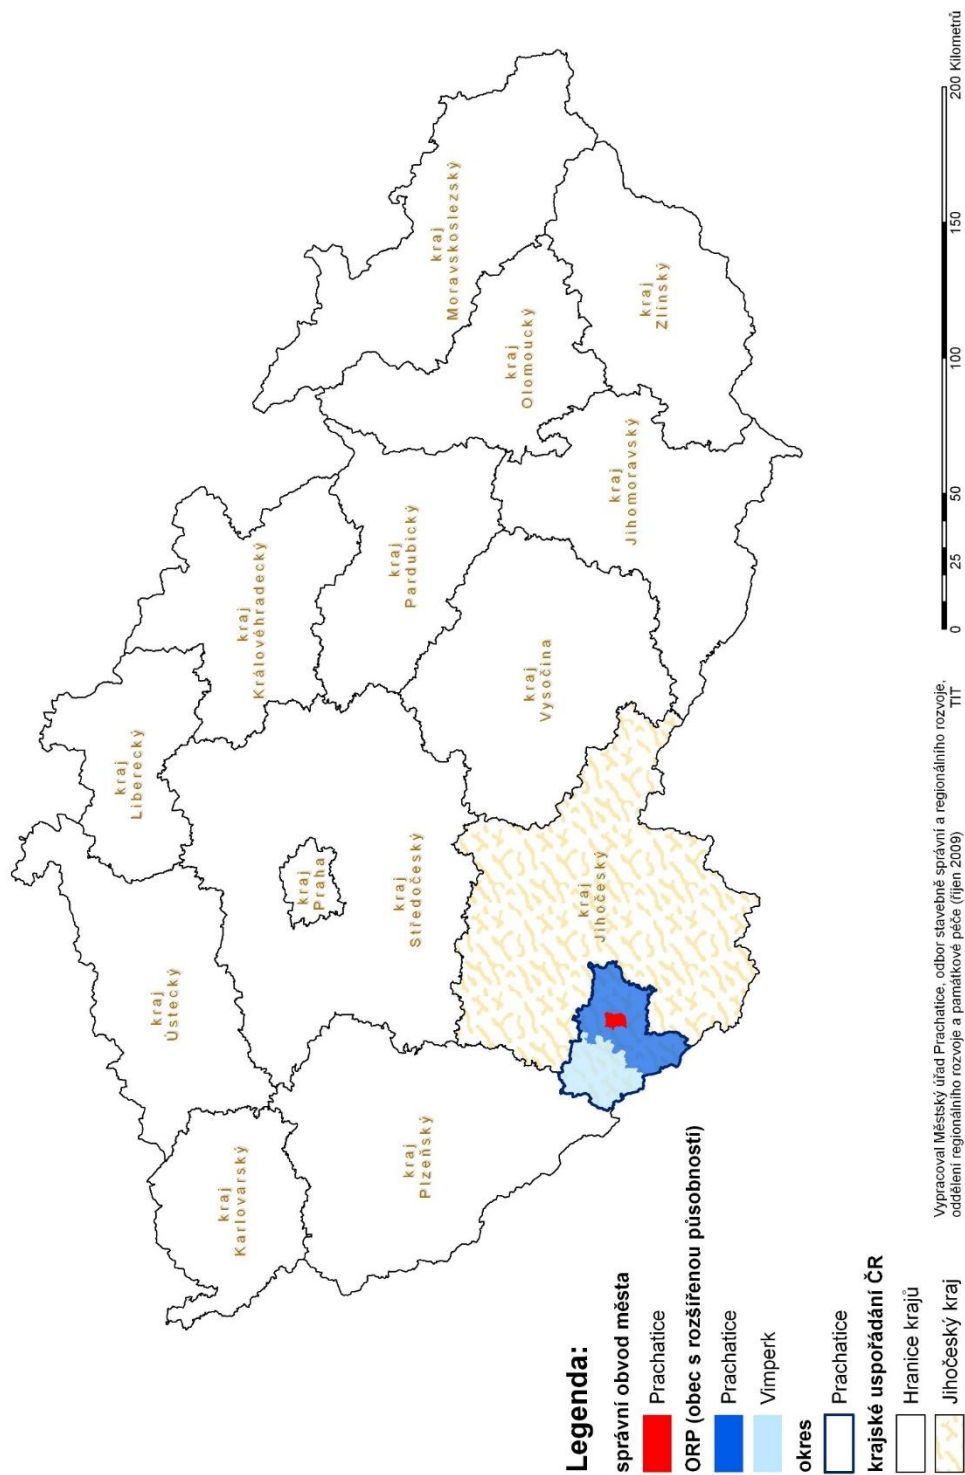 kraj
Karlovarský
kraj
Ústecký
kraj
Liberecký
kraj
Královéhradecký
kraj
Praha
kraj
Středočeský
kraj
Plzeňský
kraj
Pardubický
kraj
Moravskoslezský
kraj
Olomoucký
kraj
Vysočina
kraj
Jihočeský
kraj
Jihomoravský
kraj
Zlínský
Legenda:
správní obvod města
Prachatice
ORP (obec s rozšířenou působností)
Prachatice
Vimperk
okres
Prachatice
krajské uspořádání ČR
Hranice krajů
Jihočeský kraj
Vypracoval Městský úřad Prachatice, odbor stavebně správní a regionálního rozvoje,
oddělení regionálního rozvoje a památkové péče (říjen 2009) TIT
0 25 50 100 150 200 Kilometrů